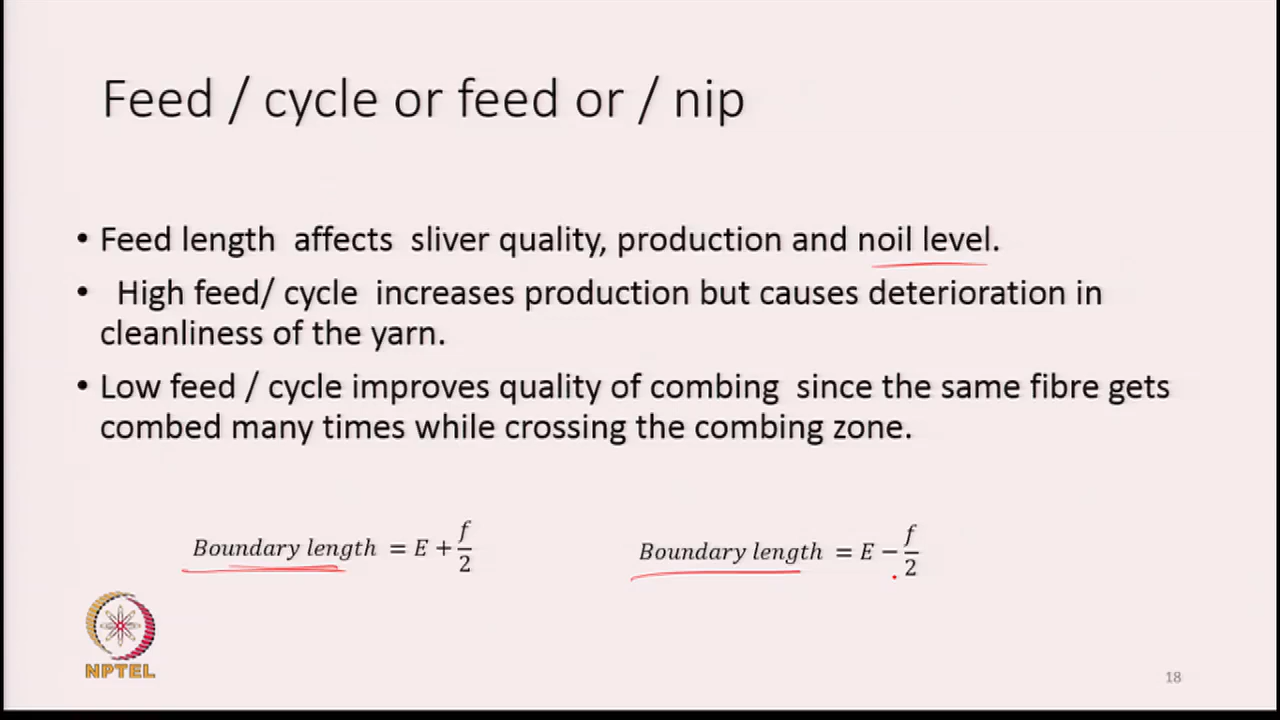 Feed / cycle or feed or / nip
• Feed length affects sliver quality, production and noil level.
• High feed/ cycle increases production but causes deterioration in
cleanliness of the yarn.
• Low feed / cycle improves quality of combing since the same fibre gets
combed many times while crossing the combing zone.
Boundary length = E + f/2
Boundary length = E − f/2
NPTEL
18